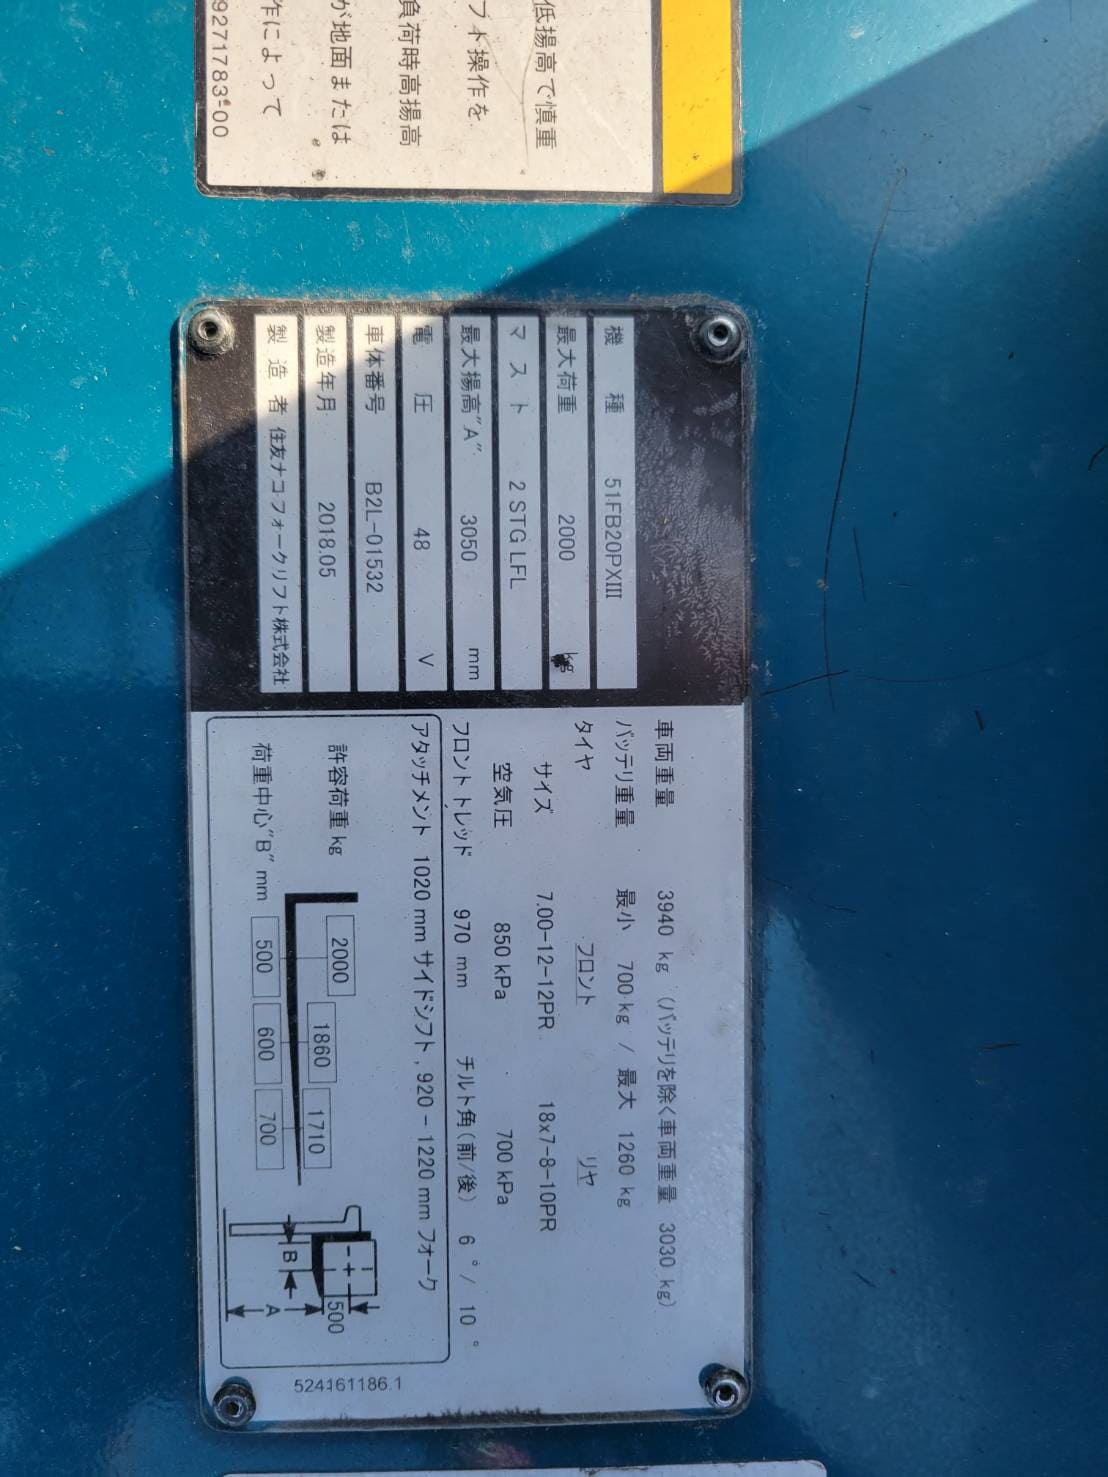 低揚高で慎重
フト操作を
負荷時高揚高
が地面または
作によって
9271783-00
機種 51FB20PXIII
最大荷重 2000 kg
マスト 2 STG LFL
最大揚高"A" 3050 mm
電圧 48 V
車体番号 B2L-01532
製造年月 2018.05
製造者 住友ナコ フォークリフト株式会社
車両重量 3940 kg (バッテリを除く車両重量 3030 kg)
バッテリ重量 最小 700 kg / 最大 1260 kg
タイヤ フロント リヤ
サイズ 7.00-12-12PR 18x7-8-10PR
空気圧 850 kPa 700 kPa
フロントトレッド 970 mm チルト角(前/後) 6° / 10°
アタッチメント 1020 mm サイドシフト, 920 - 1220 mm フォーク
許容荷重 kg 2000 1860 1710
荷重中心"B" mm 500 600 700
B
A
500
524161186.1